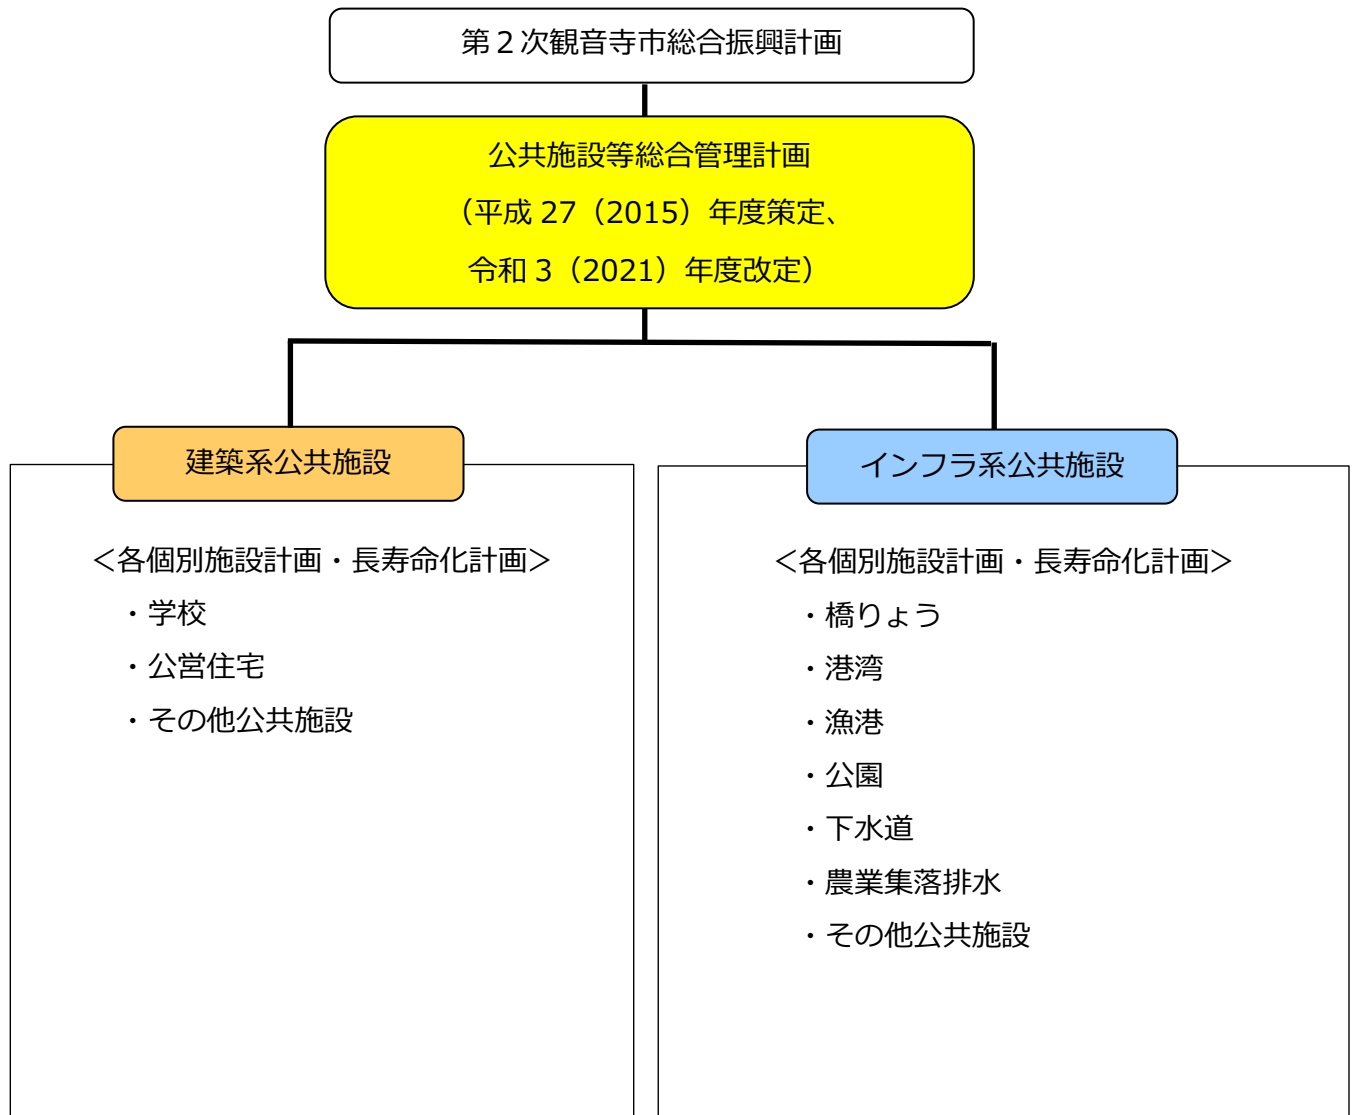 第２次観音寺市総合振興計画
公共施設等総合管理計画
（平成 27（2015）年度策定、
令和 3（2021）年度改定）
建築系公共施設
＜各個別施設計画・長寿命化計画＞
・学校
・公営住宅
・その他公共施設
インフラ系公共施設
＜各個別施設計画・長寿命化計画＞
・橋りょう
・港湾
・漁港
・公園
・下水道
・農業集落排水
・その他公共施設